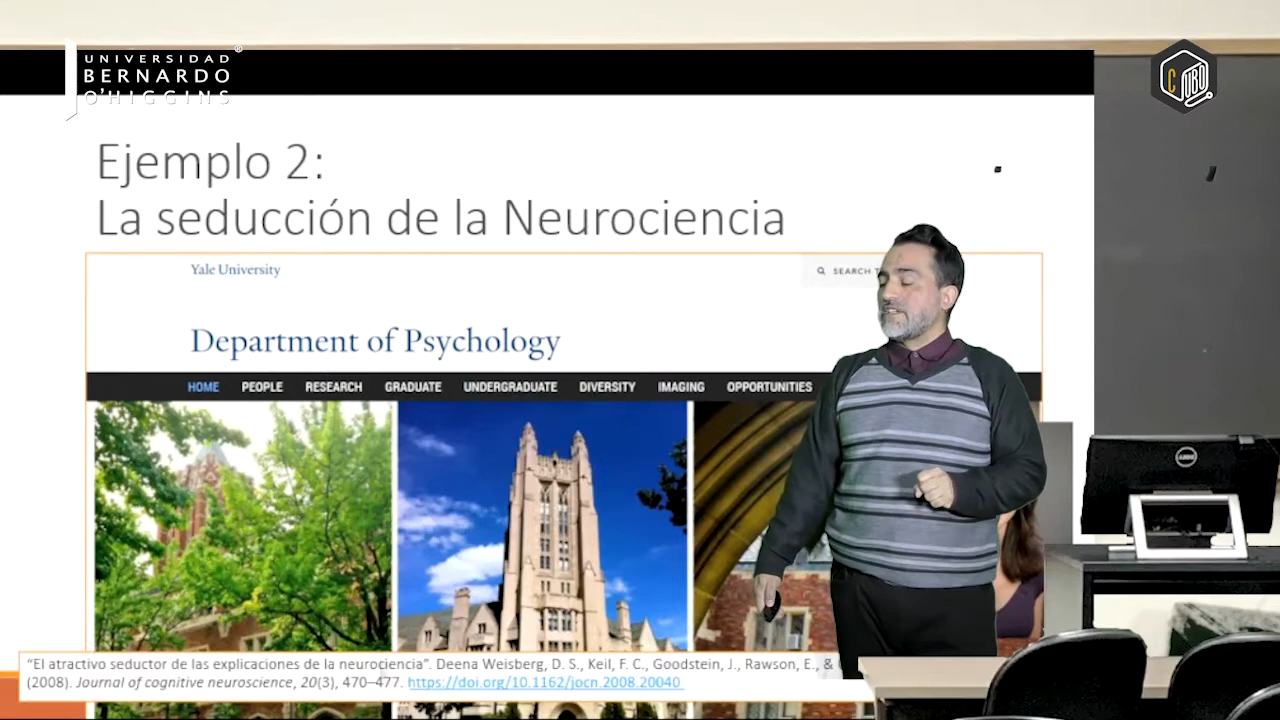 UNIVERSIDAD
BERNARDO
O'HIGGINS
®
C UBO
Ejemplo 2:
La seducción de la Neurociencia
Yale University
SEARCH
Department of Psychology
HOME PEOPLE RESEARCH GRADUATE UNDERGRADUATE DIVERSITY IMAGING OPPORTUNITIES
"El atractivo seductor de las explicaciones de la neurociencia". Deena Weisberg, D. S., Keil, F. C., Goodstein, J., Rawson, E., &
(2008). Journal of cognitive neuroscience, 20(3), 470–477. https://doi.org/10.1162/jocn.2008.20040
DELL